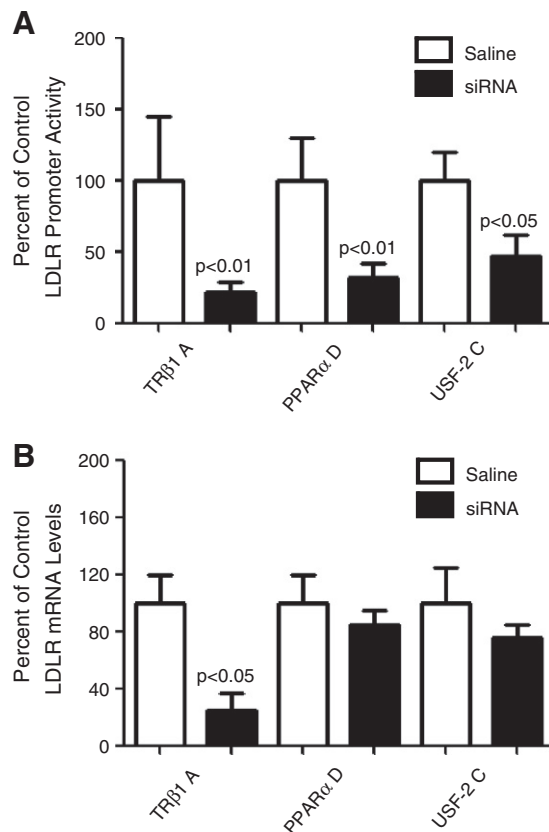 A
Percent of Control
LDLR Promoter Activity
200
150
100
50
0
Saline
siRNA
p<0.01
p<0.01
p<0.05
TRβ1 A
PPARα D
USF-2 C
B
Percent of Control
LDLR mRNA Levels
200
160
120
80
40
0
Saline
siRNA
p<0.05
TRβ1 A
PPARα D
USF-2 C